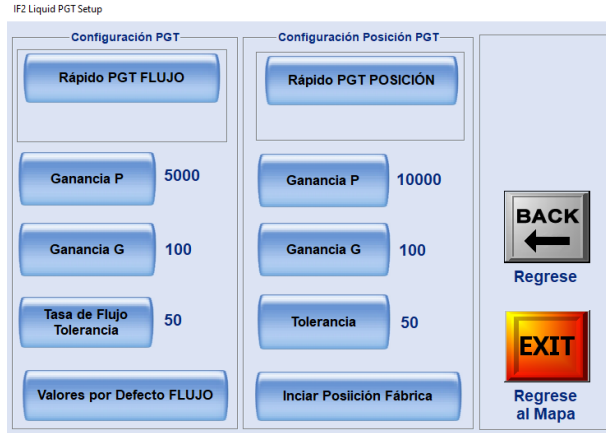 IF2 Liquid PGT Setup
Configuración PGT
Rápido PGT FLUJO
Ganancia P 5000
Ganancia G 100
Tasa de Flujo
Tolerancia 50
Valores por Defecto FLUJO
Configuración Posición PGT
Rápido PGT POSICIÓN
Ganancia P 10000
Ganancia G 100
Tolerancia 50
Inciar Posiición Fábrica
BACK
Regrese
EXIT
Regrese
al Mapa